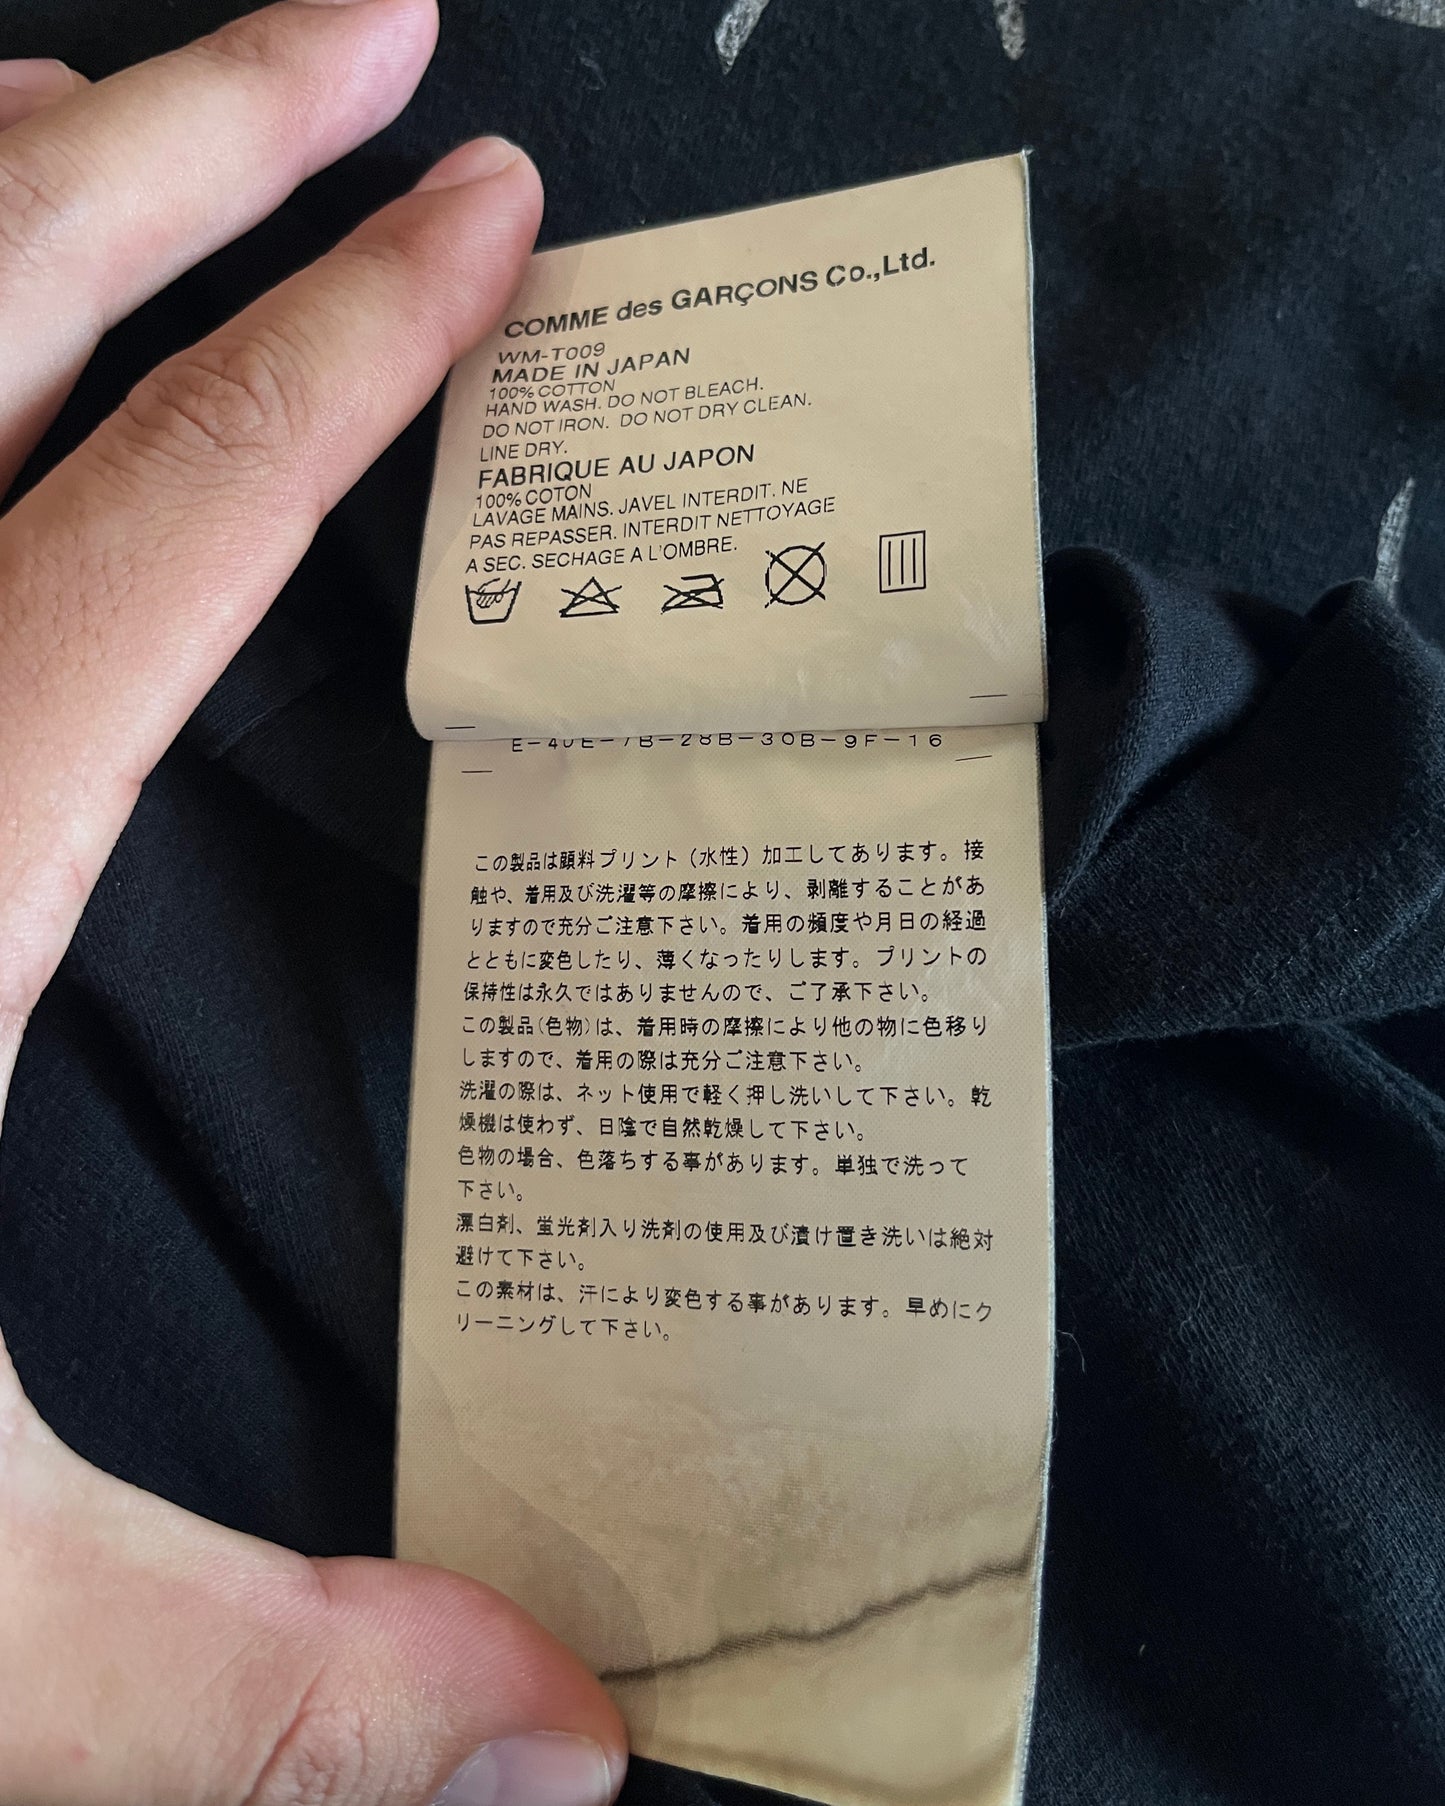 COMME des GARÇONS Co.,Ltd.
WM-T009
MADE IN JAPAN
100% COTTON
HAND WASH. DO NOT BLEACH.
DO NOT IRON. DO NOT DRY CLEAN.
LINE DRY.
FABRIQUE AU JAPON
100% COTON
LAVAGE MAINS. JAVEL INTERDIT. NE
PAS REPASSER. INTERDIT NETTOYAGE
A SEC. SECHAGE A L'OMBRE.
E-40E-7B-28B-30B-9F-16
この製品は顔料プリント（水性）加工してあります。接
触や、着用及び洗濯等の摩擦により、剥離することがあ
りますので充分ご注意下さい。着用の頻度や月日の経過
とともに変色したり、薄くなったりします。プリントの
保持性は永久ではありませんので、ご了承下さい。
この製品(色物)は、着用時の摩擦により他の物に色移り
しますので、着用の際は充分ご注意下さい。
洗濯の際は、ネット使用で軽く押し洗いして下さい。乾
燥機は使わず、日陰で自然乾燥して下さい。
色物の場合、色落ちする事があります。単独で洗って
下さい。
漂白剤、蛍光剤入り洗剤の使用及び漬け置き洗いは絶対
避けて下さい。
この素材は、汗により変色する事があります。早めにク
リーニングして下さい。